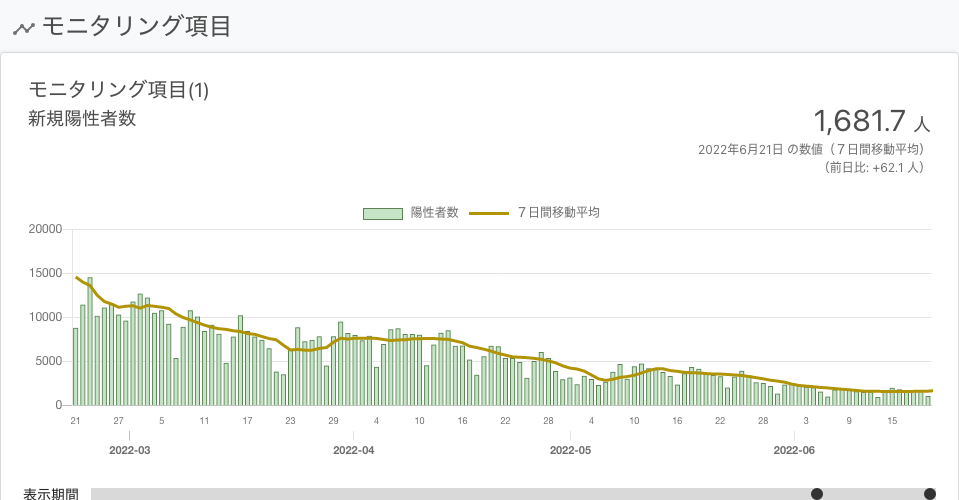 モニタリング項目
モニタリング項目(1)
新規陽性者数
1,681.7 人
2022年6月21日 の数値（７日間移動平均）
（前日比: +62.1 人）
陽性者数 ７日間移動平均
20000
15000
10000
5000
0
21 27 5 11 17 23 29 4 10 16 22 28 4 10 16 22 28 3 9 15
2022-03 2022-04 2022-05 2022-06
表示期間